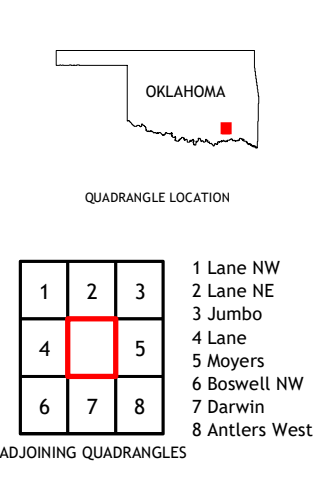 OKLAHOMA
QUADRANGLE LOCATION
1 2 3
4 5
6 7 8
1 Lane NW
2 Lane NE
3 Jumbo
4 Lane
5 Moyers
6 Boswell NW
7 Darwin
8 Antlers West
ADJOINING QUADRANGLES